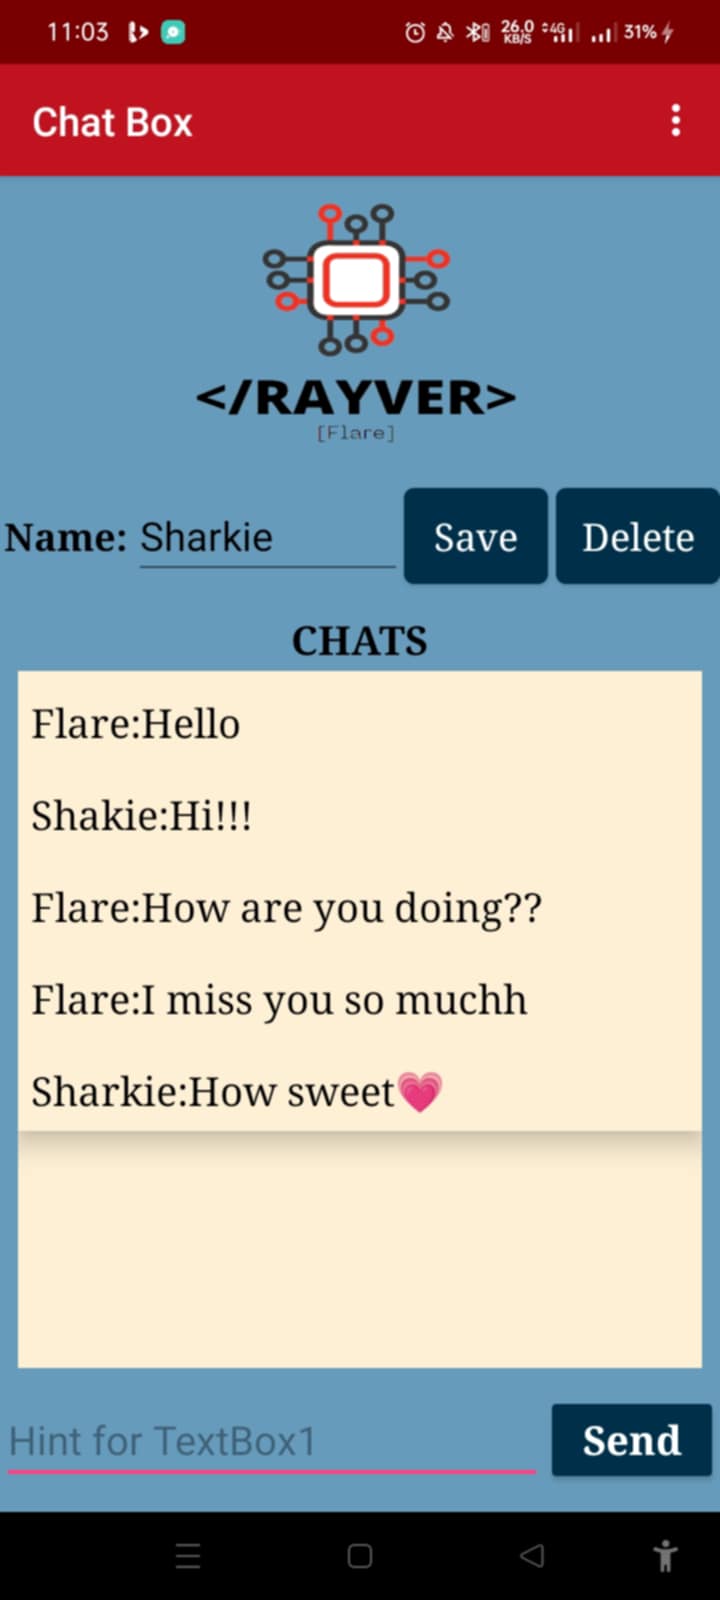 11:03 26.0 KB/S 4G 31%
Chat Box
</RAYVER>
[Flare]
Name: Sharkie Save Delete
CHATS
Flare:Hello
Shakie:Hi!!!
Flare:How are you doing??
Flare:I miss you so muchh
Sharkie:How sweet💗
Hint for TextBox1 Send